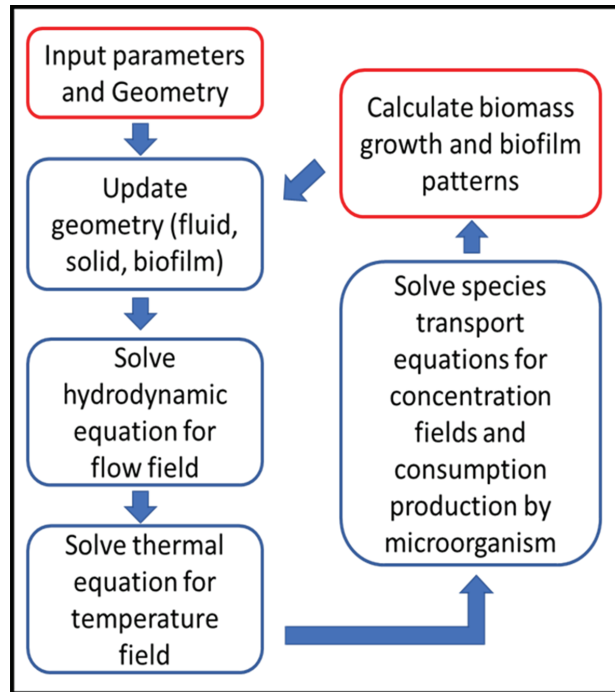 Input parameters
and Geometry
Update
geometry (fluid,
solid, biofilm)
Solve
hydrodynamic
equation for
flow field
Solve thermal
equation for
temperature
field
Solve species
transport
equations for
concentration
fields and
consumption
production by
microorganism
Calculate biomass
growth and biofilm
patterns